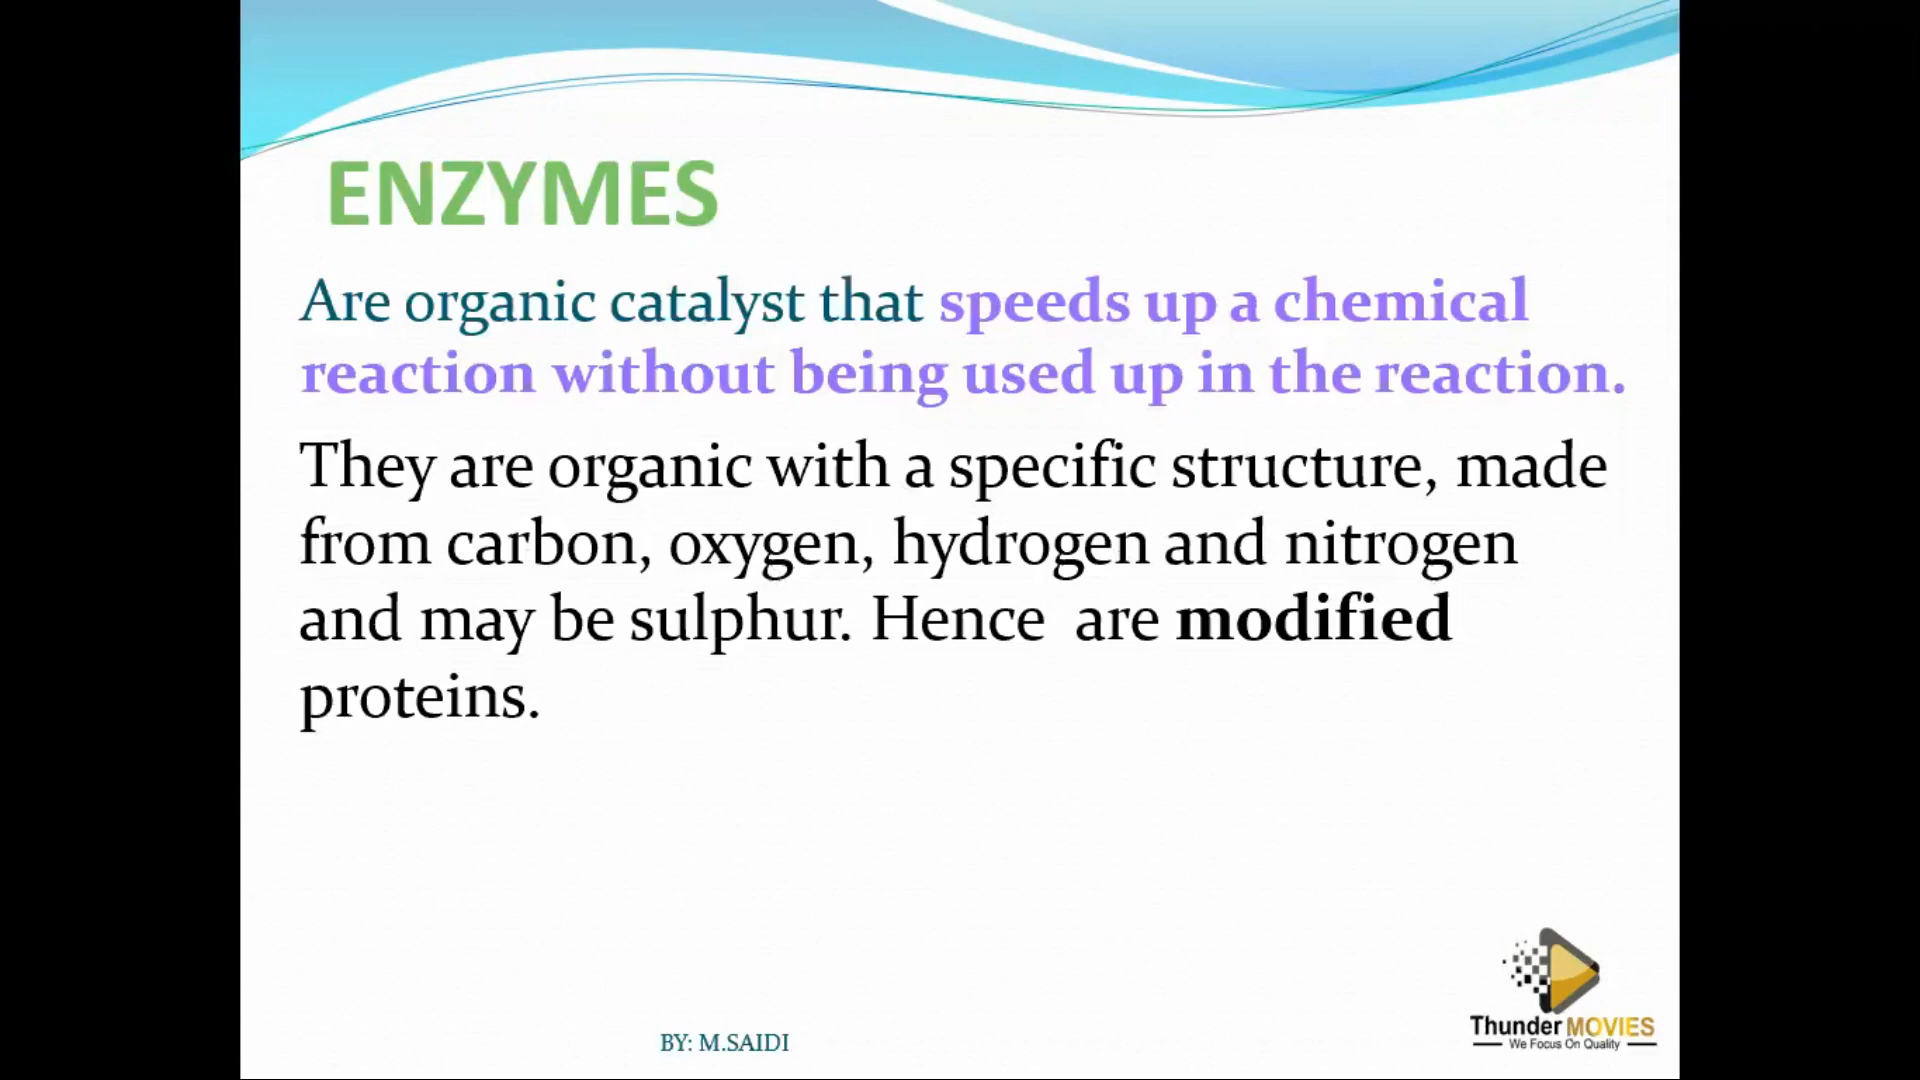 ENZYMES
Are organic catalyst that speeds up a chemical
reaction without being used up in the reaction.
They are organic with a specific structure, made
from carbon, oxygen, hydrogen and nitrogen
and may be sulphur. Hence  are modified
proteins.
BY: M.SAIDI
Thunder MOVIES
We Focus On Quality